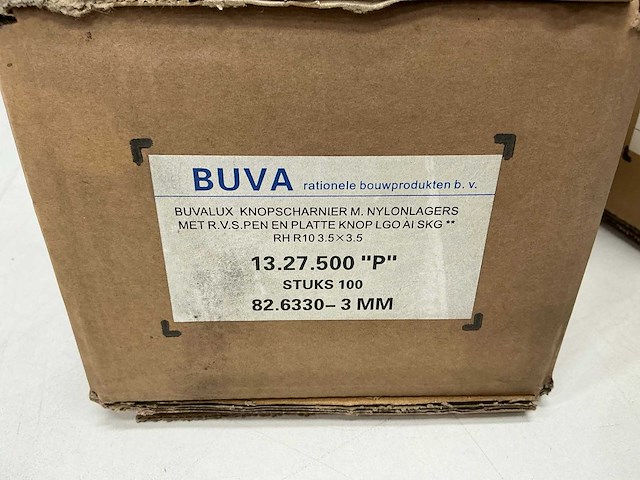 BUVA rationele bouwprodukten b. v.
BUVALUX KNOPSCHARNIER M. NYLONLAGERS
MET R.V.S.PEN EN PLATTE KNOP LGO AI SKG **
RH R10 3.5×3.5
13.27.500 "P"
STUKS 100
82.6330–3 MM